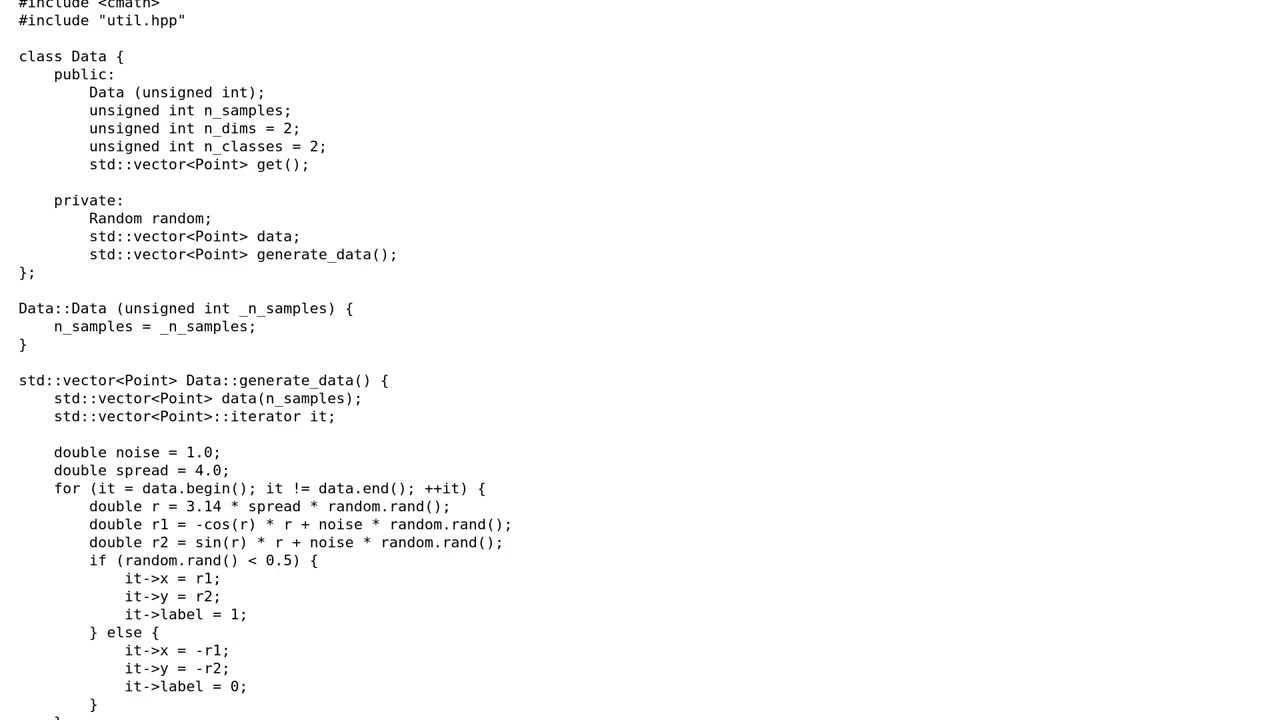 #include <cmath>
#include "util.hpp"

class Data {
    public:
        Data (unsigned int);
        unsigned int n_samples;
        unsigned int n_dims = 2;
        unsigned int n_classes = 2;
        std::vector<Point> get();

    private:
        Random random;
        std::vector<Point> data;
        std::vector<Point> generate_data();
};

Data::Data (unsigned int _n_samples) {
    n_samples = _n_samples;
}

std::vector<Point> Data::generate_data() {
    std::vector<Point> data(n_samples);
    std::vector<Point>::iterator it;

    double noise = 1.0;
    double spread = 4.0;
    for (it = data.begin(); it != data.end(); ++it) {
        double r = 3.14 * spread * random.rand();
        double r1 = -cos(r) * r + noise * random.rand();
        double r2 = sin(r) * r + noise * random.rand();
        if (random.rand() < 0.5) {
            it->x = r1;
            it->y = r2;
            it->label = 1;
        } else {
            it->x = -r1;
            it->y = -r2;
            it->label = 0;
        }
    }